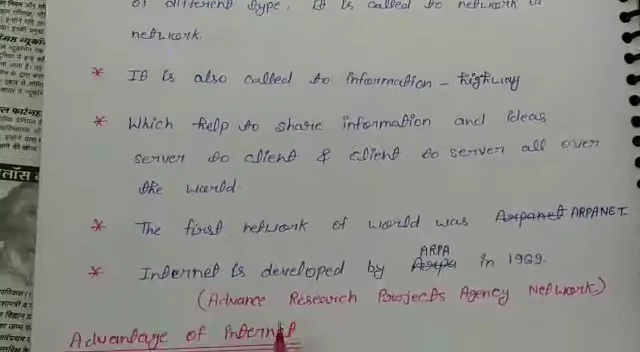 of different type. It is called to network in
network.
* It is also called to information - highway
* Which help to share information and ideas
server to client & client to server all over
the world.
* The first network of world was Arpanet ARPANET.
* Internet is developed by Arpa ARPA in 1969.
(Advance Research Projects Agency Network)
Advantage of internet